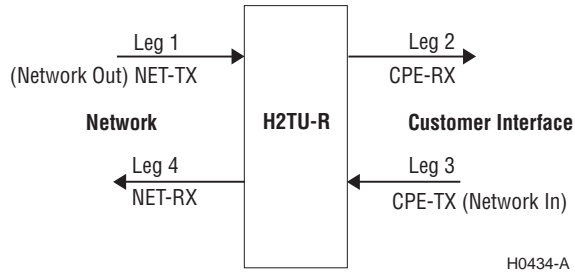 Leg 1
(Network Out) NET-TX
Leg 2
CPE-RX
Network
H2TU-R
Customer Interface
Leg 4
NET-RX
Leg 3
CPE-TX (Network In)
H0434-A